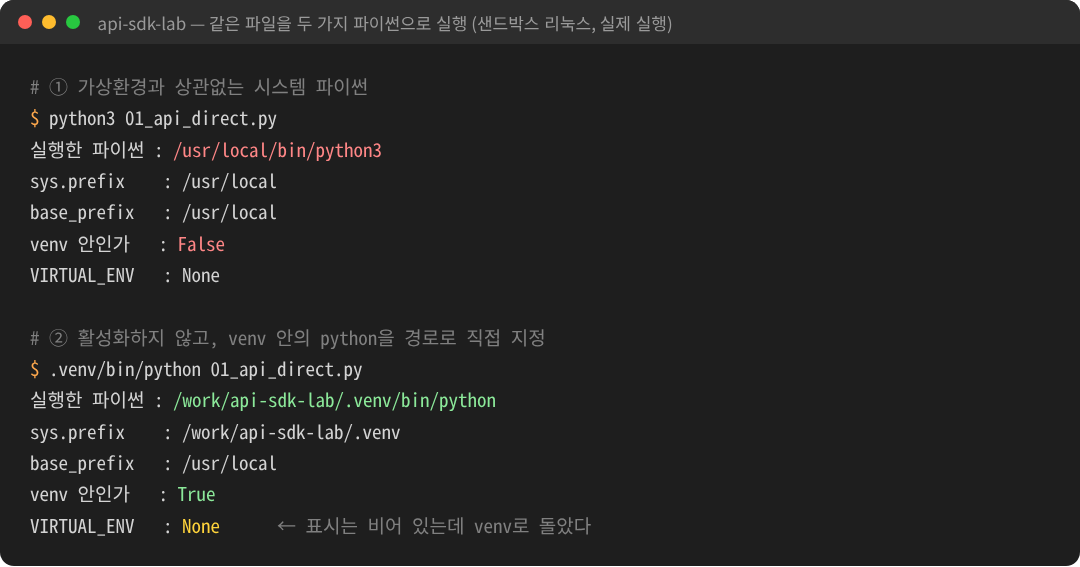 api-sdk-lab — 같은 파일을 두 가지 파이썬으로 실행 (샌드박스 리눅스, 실제 실행)
# ① 가상환경과 상관없는 시스템 파이썬
$ python3 01_api_direct.py
실행한 파이썬 : /usr/local/bin/python3
sys.prefix    : /usr/local
base_prefix   : /usr/local
venv 안인가   : False
VIRTUAL_ENV   : None
# ② 활성화하지 않고, venv 안의 python을 경로로 직접 지정
$ .venv/bin/python 01_api_direct.py
실행한 파이썬 : /work/api-sdk-lab/.venv/bin/python
sys.prefix    : /work/api-sdk-lab/.venv
base_prefix   : /usr/local
venv 안인가   : True
VIRTUAL_ENV   : None      ← 표시는 비어 있는데 venv로 돌았다